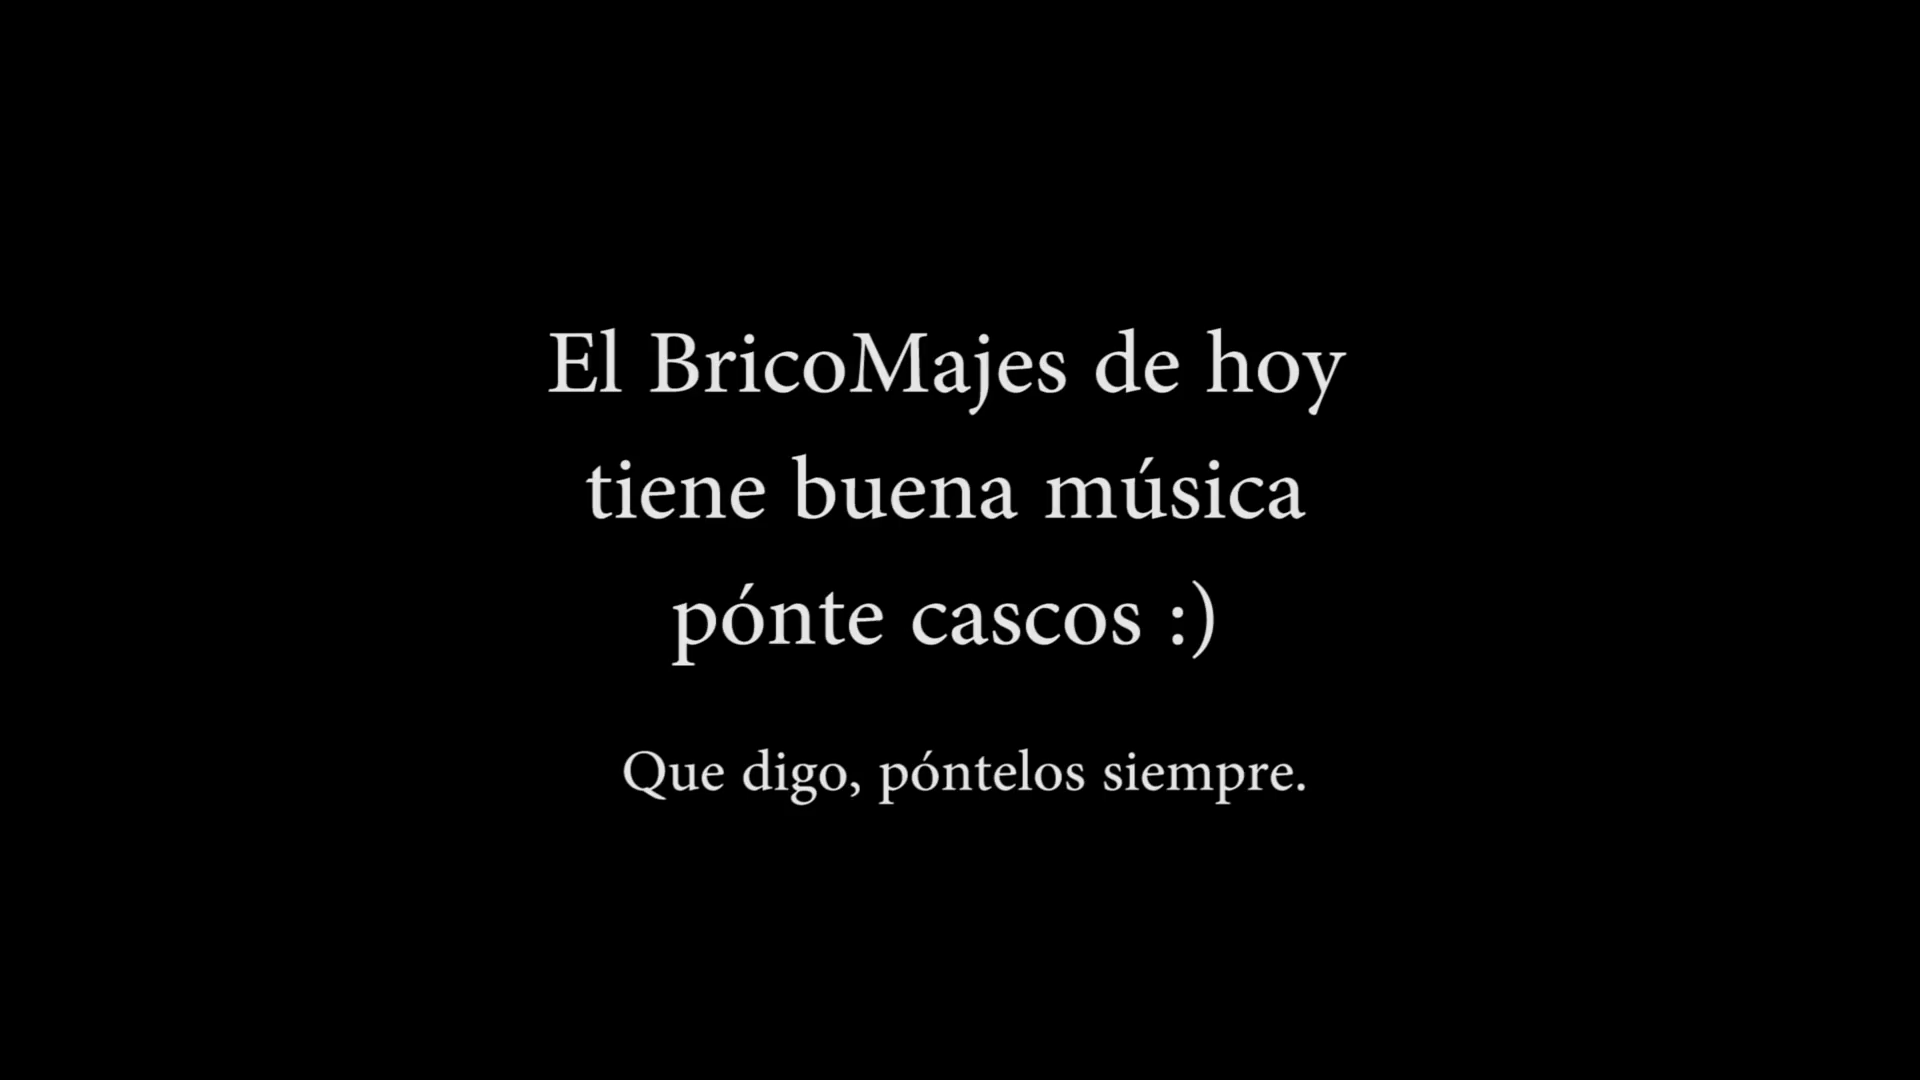 El BricoMajes de hoy
tiene buena música
pónte cascos :)
Que digo, póntelos siempre.